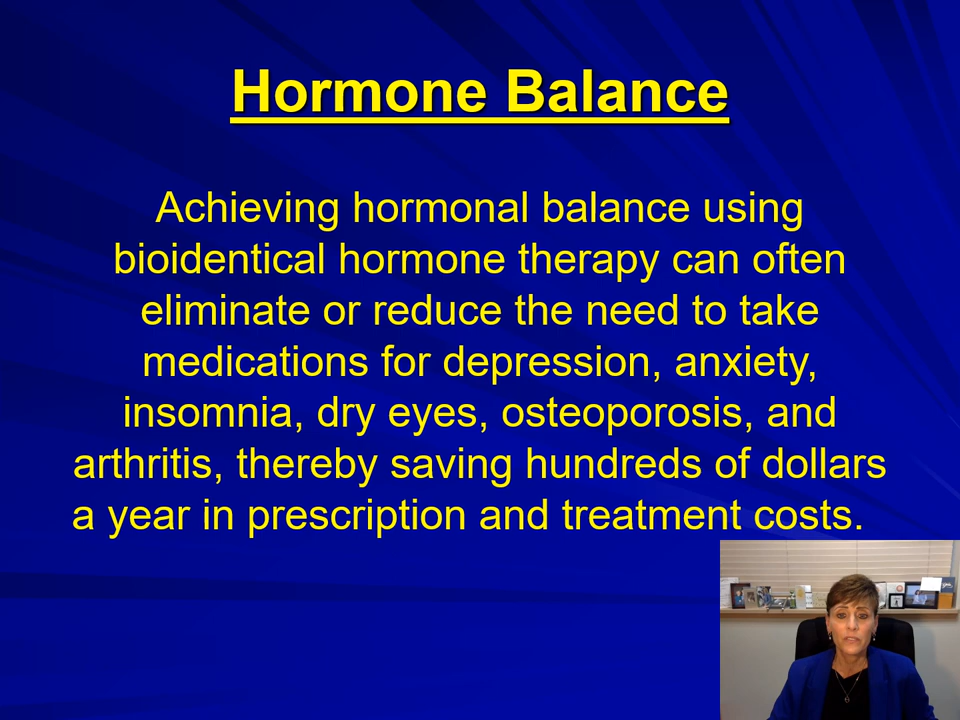 Hormone Balance
Achieving hormonal balance using
bioidentical hormone therapy can often
eliminate or reduce the need to take
medications for depression, anxiety,
insomnia, dry eyes, osteoporosis, and
arthritis, thereby saving hundreds of dollars
a year in prescription and treatment costs.